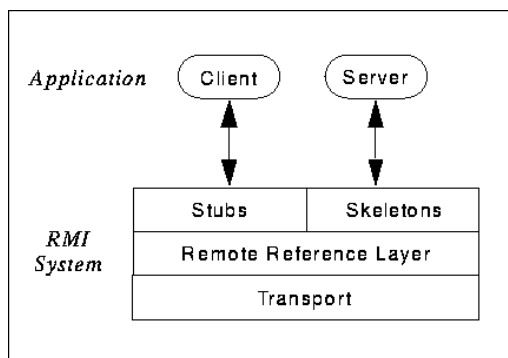 Application
Client
Server
Stubs
Skeletons
RMI
System
Remote Reference Layer
Transport